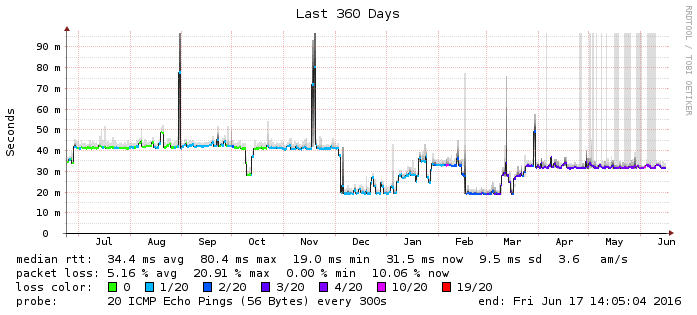 Last 360 Days
RRDTOOL / TOBI OETIKER
Seconds
90 m
80 m
70 m
60 m
50 m
40 m
30 m
20 m
10 m
0
Jul Aug Sep Oct Nov Dec Jan Feb Mar Apr May Jun
median rtt: 34.4 ms avg 80.4 ms max 19.0 ms min 31.5 ms now 9.5 ms sd 3.6 am/s
packet loss: 5.16 % avg 20.91 % max 0.00 % min 10.06 % now
loss color: 0 1/20 2/20 3/20 4/20 10/20 19/20
probe: 20 ICMP Echo Pings (56 Bytes) every 300s end: Fri Jun 17 14:05:04 2016